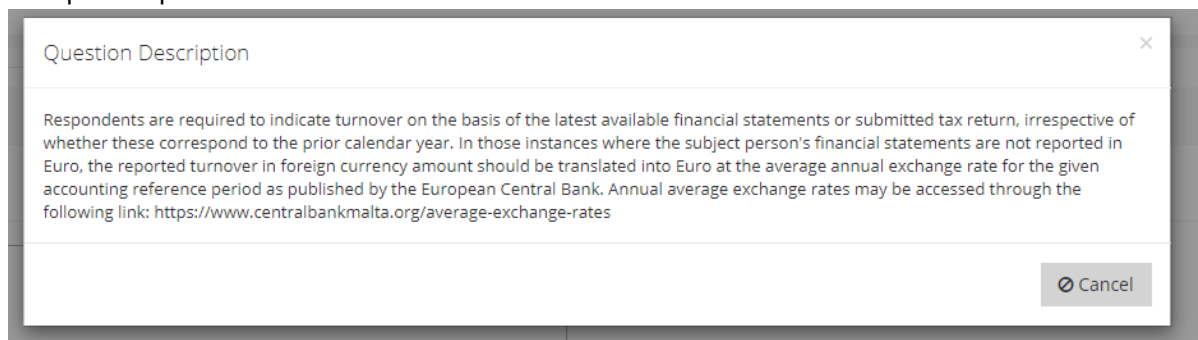 Question Description
×
Respondents are required to indicate turnover on the basis of the latest available financial statements or submitted tax return, irrespective of
whether these correspond to the prior calendar year. In those instances where the subject person's financial statements are not reported in
Euro, the reported turnover in foreign currency amount should be translated into Euro at the average annual exchange rate for the given
accounting reference period as published by the European Central Bank. Annual average exchange rates may be accessed through the
following link: https://www.centralbankmalta.org/average-exchange-rates
Cancel